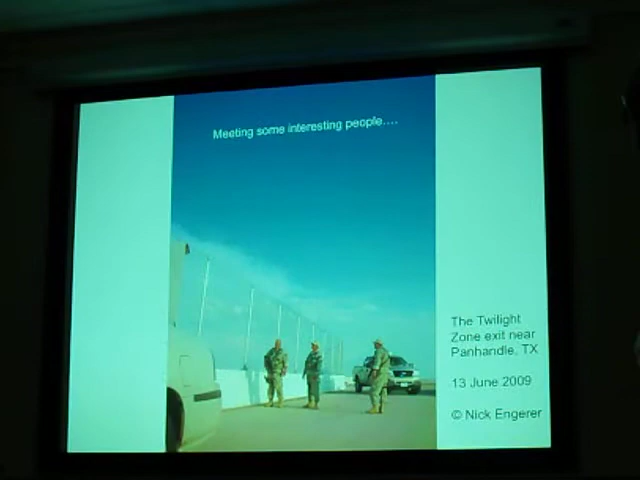 Meeting some interesting people....
The Twilight
Zone exit near
Panhandle, TX
13 June 2009
© Nick Engerer